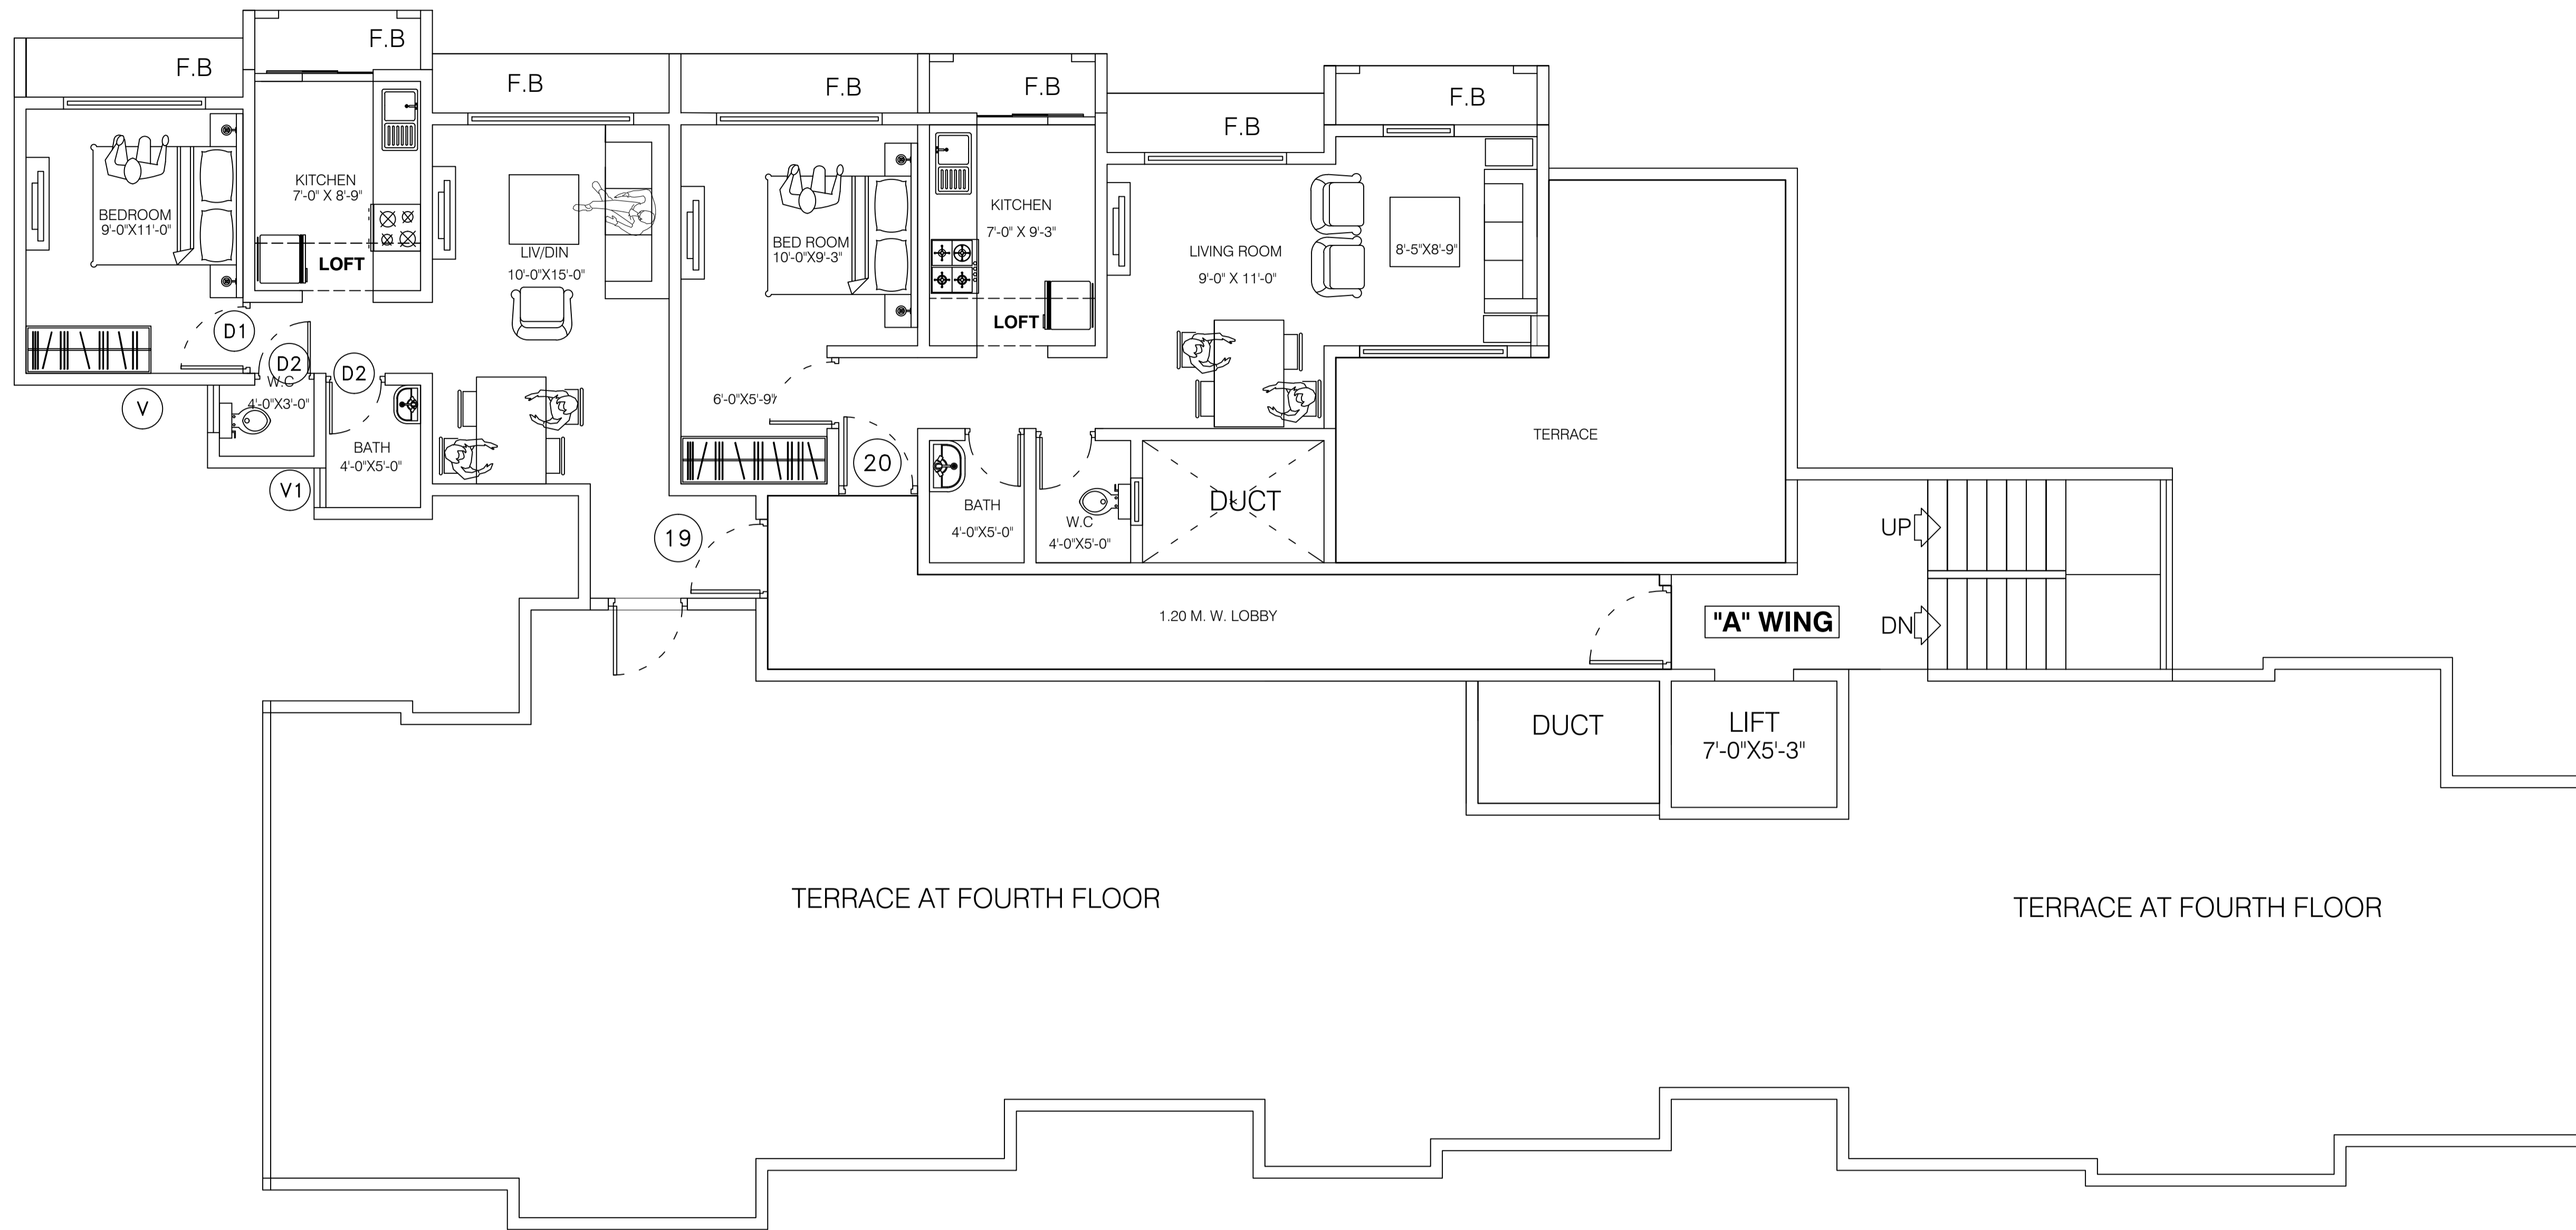 F.B
F.B
F.B
F.B
F.B
F.B
F.B
KITCHEN
7'-0" X 8'-9"
BEDROOM
9'-0"X11'-0"
LOFT
LIV/DIN
10'-0"X15'-0"
BED ROOM
10'-0"X9'-3"
KITCHEN
7'-0" X 9'-3"
LOFT
LIVING ROOM
9'-0" X 11'-0"
8'-5"X8'-9"
D1
D2
D2
W.C
4'-0"X3'-0"
V
BATH
4'-0"X5'-0"
V1
6'-0"X5'-9"
20
19
BATH
4'-0"X5'-0"
W.C
4'-0"X5'-0"
DUCT
TERRACE
UP
DN
1.20 M. W. LOBBY
"A" WING
DUCT
LIFT
7'-0"X5'-3"
TERRACE AT FOURTH FLOOR
TERRACE AT FOURTH FLOOR